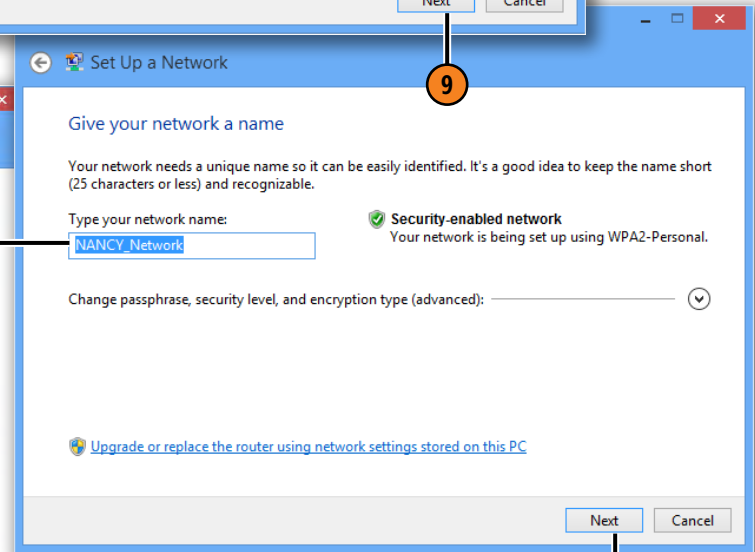 Next Cancel
Set Up a Network
9
Give your network a name
Your network needs a unique name so it can be easily identified. It's a good idea to keep the name short
(25 characters or less) and recognizable.
Type your network name:
NANCY_Network
Security-enabled network
Your network is being set up using WPA2-Personal.
Change passphrase, security level, and encryption type (advanced):
Upgrade or replace the router using network settings stored on this PC
Next Cancel